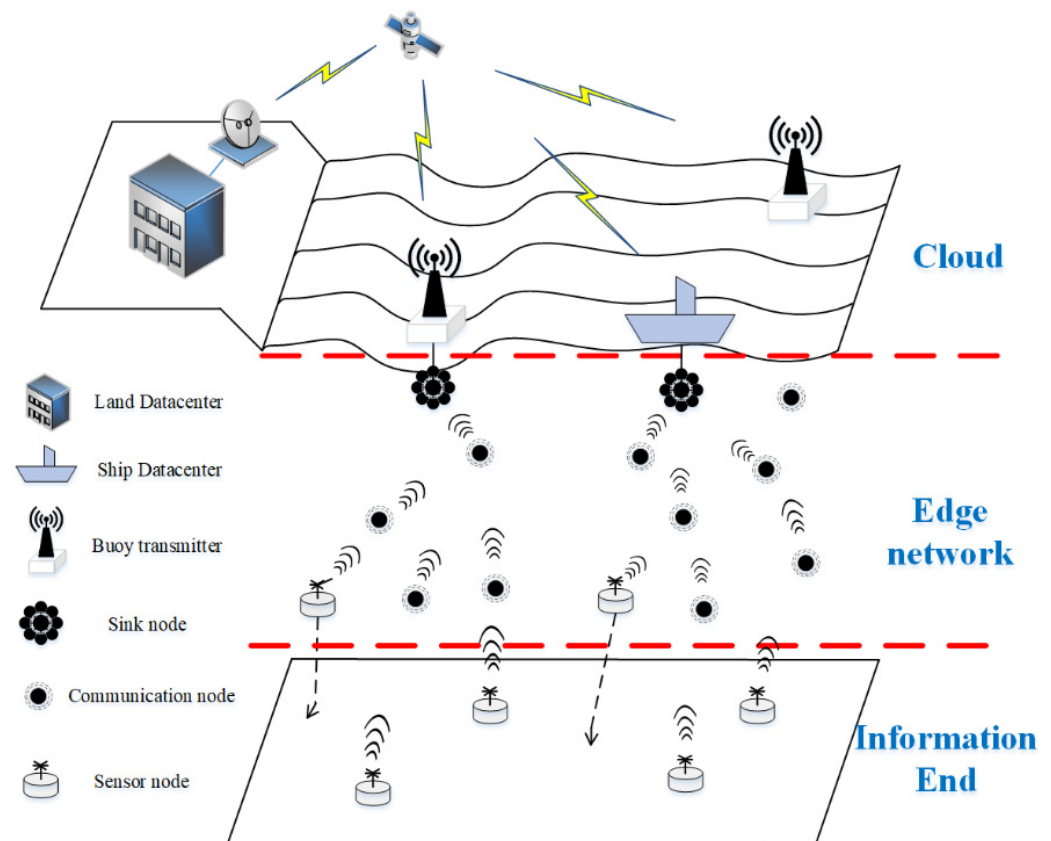 Cloud
Land Datacenter
Ship Datacenter
Buoy transmitter
Sink node
Communication node
Sensor node
Edge
network
Information
End